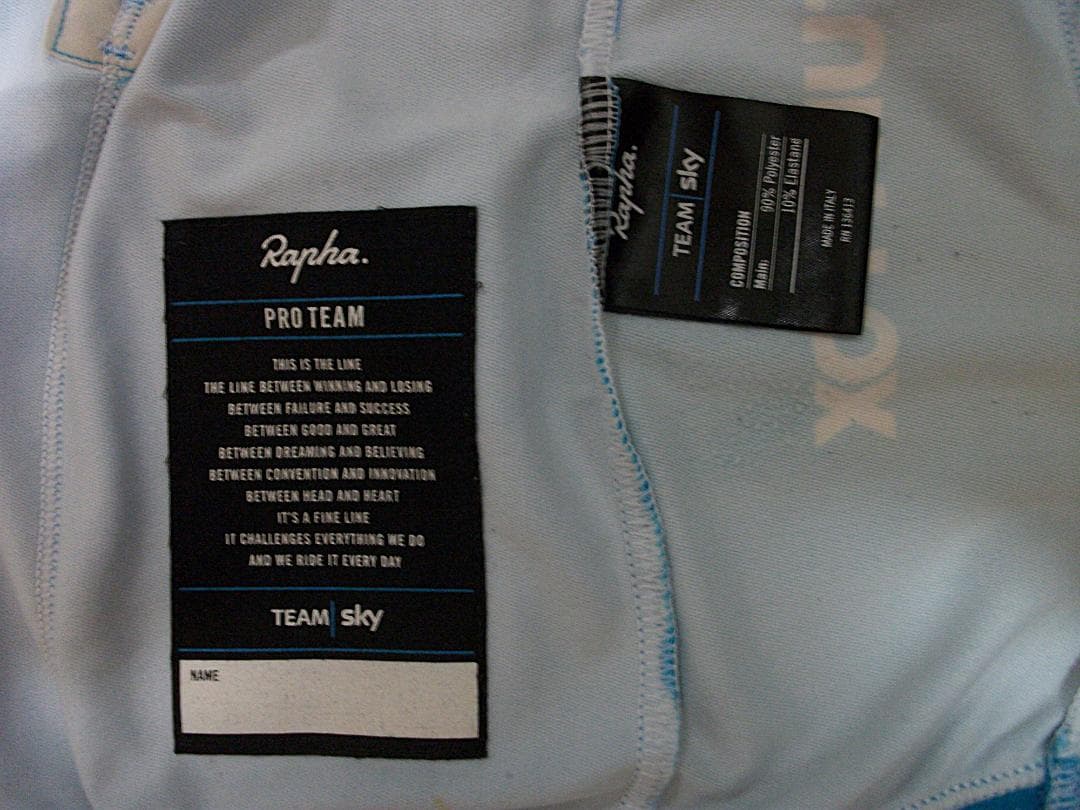 Rapha.
PRO TEAM
THIS IS THE LINE
THE LINE BETWEEN WINNING AND LOSING
BETWEEN FAILURE AND SUCCESS
BETWEEN GOOD AND GREAT
BETWEEN DREAMING AND BELIEVING
BETWEEN CONVENTION AND INNOVATION
BETWEEN HEAD AND HEART
IT'S A FINE LINE
IT CHALLENGES EVERYTHING WE DO
AND WE RIDE IT EVERY DAY
TEAM sky
NAME
Rapha.
TEAM sky
COMPOSITION
Main: 90% Polyester
10% Elastane
MADE IN ITALY
RN 136413